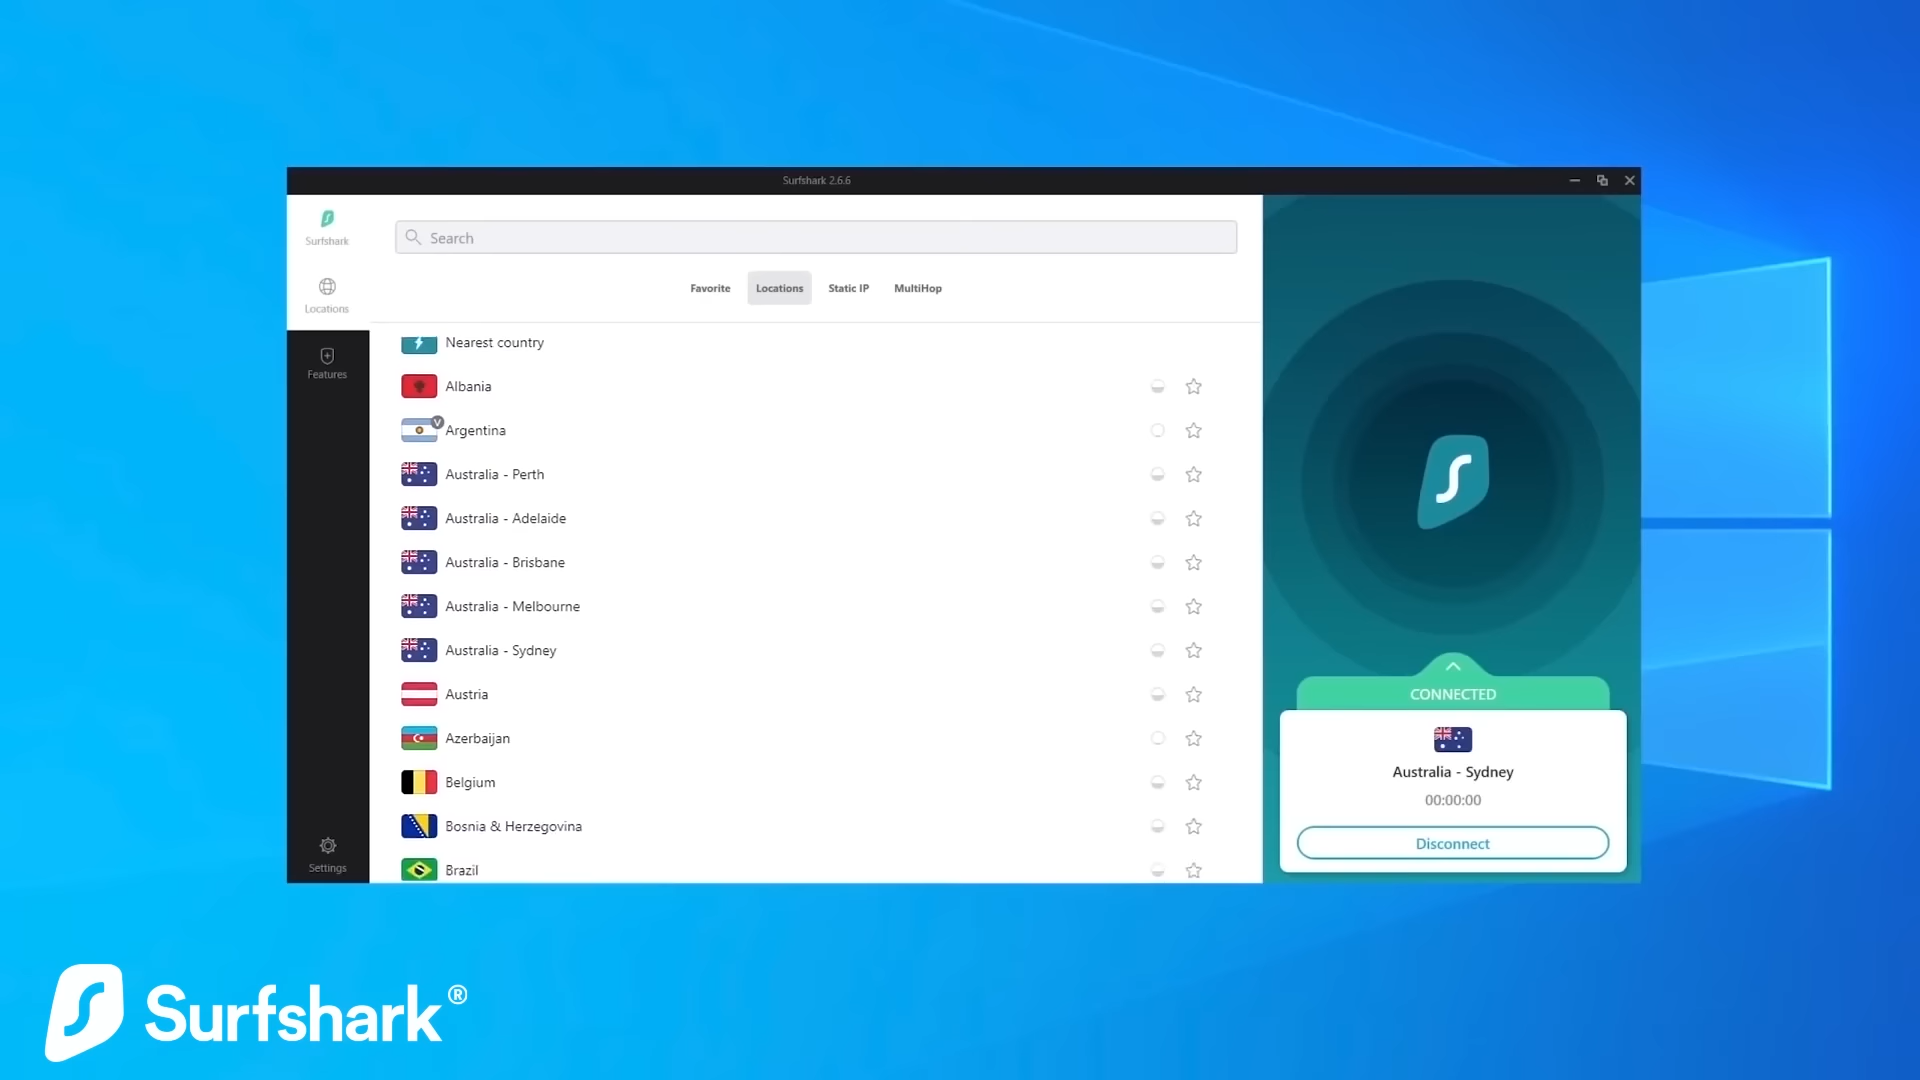 Surfshark 2.6.6
Surfshark
Search
Locations
Favorite Locations Static IP MultiHop
Nearest country
Features
Albania
V
Argentina
Australia - Perth
Australia - Adelaide
Australia - Brisbane
Australia - Melbourne
Australia - Sydney
Austria
Azerbaijan
Belgium
Bosnia & Herzegovina
Brazil
Settings
CONNECTED
Australia - Sydney
00:00:00
Disconnect
Surfshark®